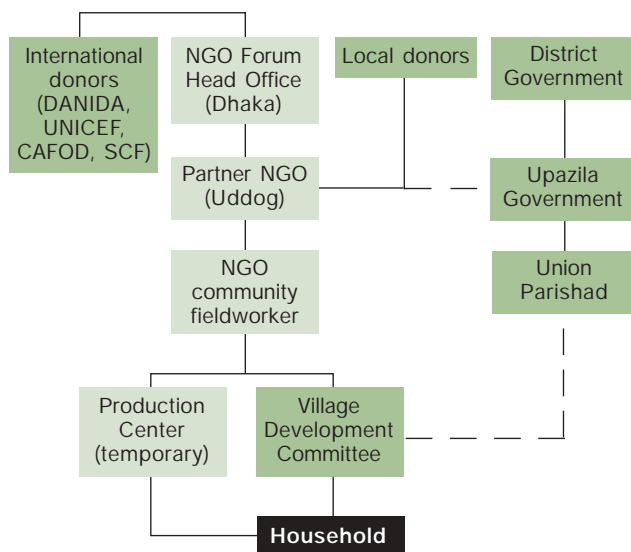 International
donors
(DANIDA,
UNICEF,
CAFOD, SCF)
NGO Forum
Head Office
(Dhaka)
Local donors
District
Government
Partner NGO
(Uddog)
Upazila
Government
NGO
community
fieldworker
Union
Parishad
Production
Center
(temporary)
Village
Development
Committee
Household